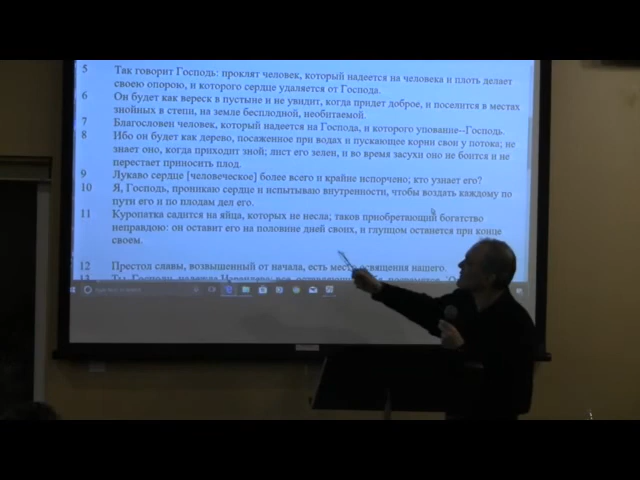 5 Так говорит Господь: проклят человек, который надеется на человека и плоть делает
своею опорою, и которого сердце удаляется от Господа.
6 Он будет как вереск в пустыне и не увидит, когда придет доброе, и поселится в местах
знойных в степи, на земле бесплодной, необитаемой.
7 Благословен человек, который надеется на Господа, и которого упование--Господь.
8 Ибо он будет как дерево, посаженное при водах и пускающее корни свои у потока; не
знает оно, когда приходит зной; лист его зелен, и во время засухи оно не боится и не
перестает приносить плод.
9 Лукаво сердце [человеческое] более всего и крайне испорчено; кто узнает его?
10 Я, Господь, проникаю сердце и испытываю внутренности, чтобы воздать каждому по
пути его и по плодам дел его.
11 Куропатка садится на яйца, которых не несла; таков приобретающий богатство
неправдою: он оставит его на половине дней своих, и глупцом останется при конце
своем.
12 Престол славы, возвышенный от начала, есть место освящения нашего.
13 Ты, Господи, надежда Израилева; все, оставляющие